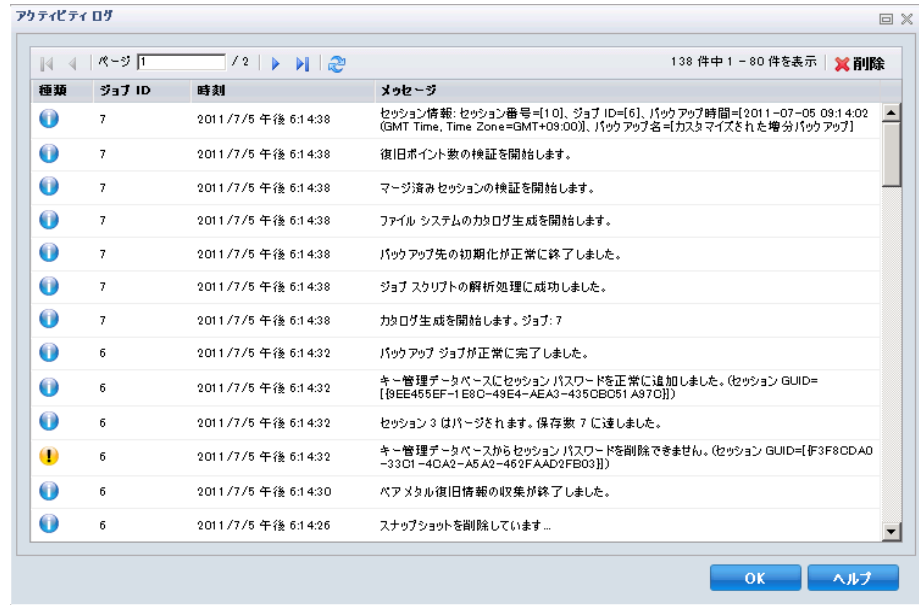 アクティビティ ログ
ページ 1 / 2 138 件中 1 - 80 件を表示 削除
種類 ジョブ ID 時刻 メッセージ
7 2011/7/5 午後 6:14:38 セッション情報: セッション番号=[10]、ジョブ ID=[6]、バックアップ時間=[2011-07-05 09:14:02
(GMT Time, Time Zone=GMT+09:00)]、バックアップ名=[カスタマイズされた増分バックアップ]
7 2011/7/5 午後 6:14:38 復旧ポイント数の検証を開始します。
7 2011/7/5 午後 6:14:38 マージ済みセッションの検証を開始します。
7 2011/7/5 午後 6:14:38 ファイル システムのカタログ生成を開始します。
7 2011/7/5 午後 6:14:38 バックアップ先の初期化が正常に終了しました。
7 2011/7/5 午後 6:14:38 ジョブ スクリプトの解析処理に成功しました。
7 2011/7/5 午後 6:14:38 カタログ生成を開始します。ジョブ: 7
6 2011/7/5 午後 6:14:32 バックアップ ジョブが正常に完了しました。
6 2011/7/5 午後 6:14:32 キー管理データベースにセッション パスワードを正常に追加しました。(セッション GUID=
[{9EE455EF-1E8C-49E4-AEA3-435CBC51A97C}])
6 2011/7/5 午後 6:14:32 セッション 3 はパージされます。保存数 7 に達しました。
6 2011/7/5 午後 6:14:32 キー管理データベースからセッション パスワードを削除できません。(セッション GUID=[{F3F8CDA0
-33C1-4CA2-A5A2-462FAAD2FB03}])
6 2011/7/5 午後 6:14:30 ベアメタル復旧情報の収集が終了しました。
6 2011/7/5 午後 6:14:26 スナップショットを削除しています...
OK ヘルプ